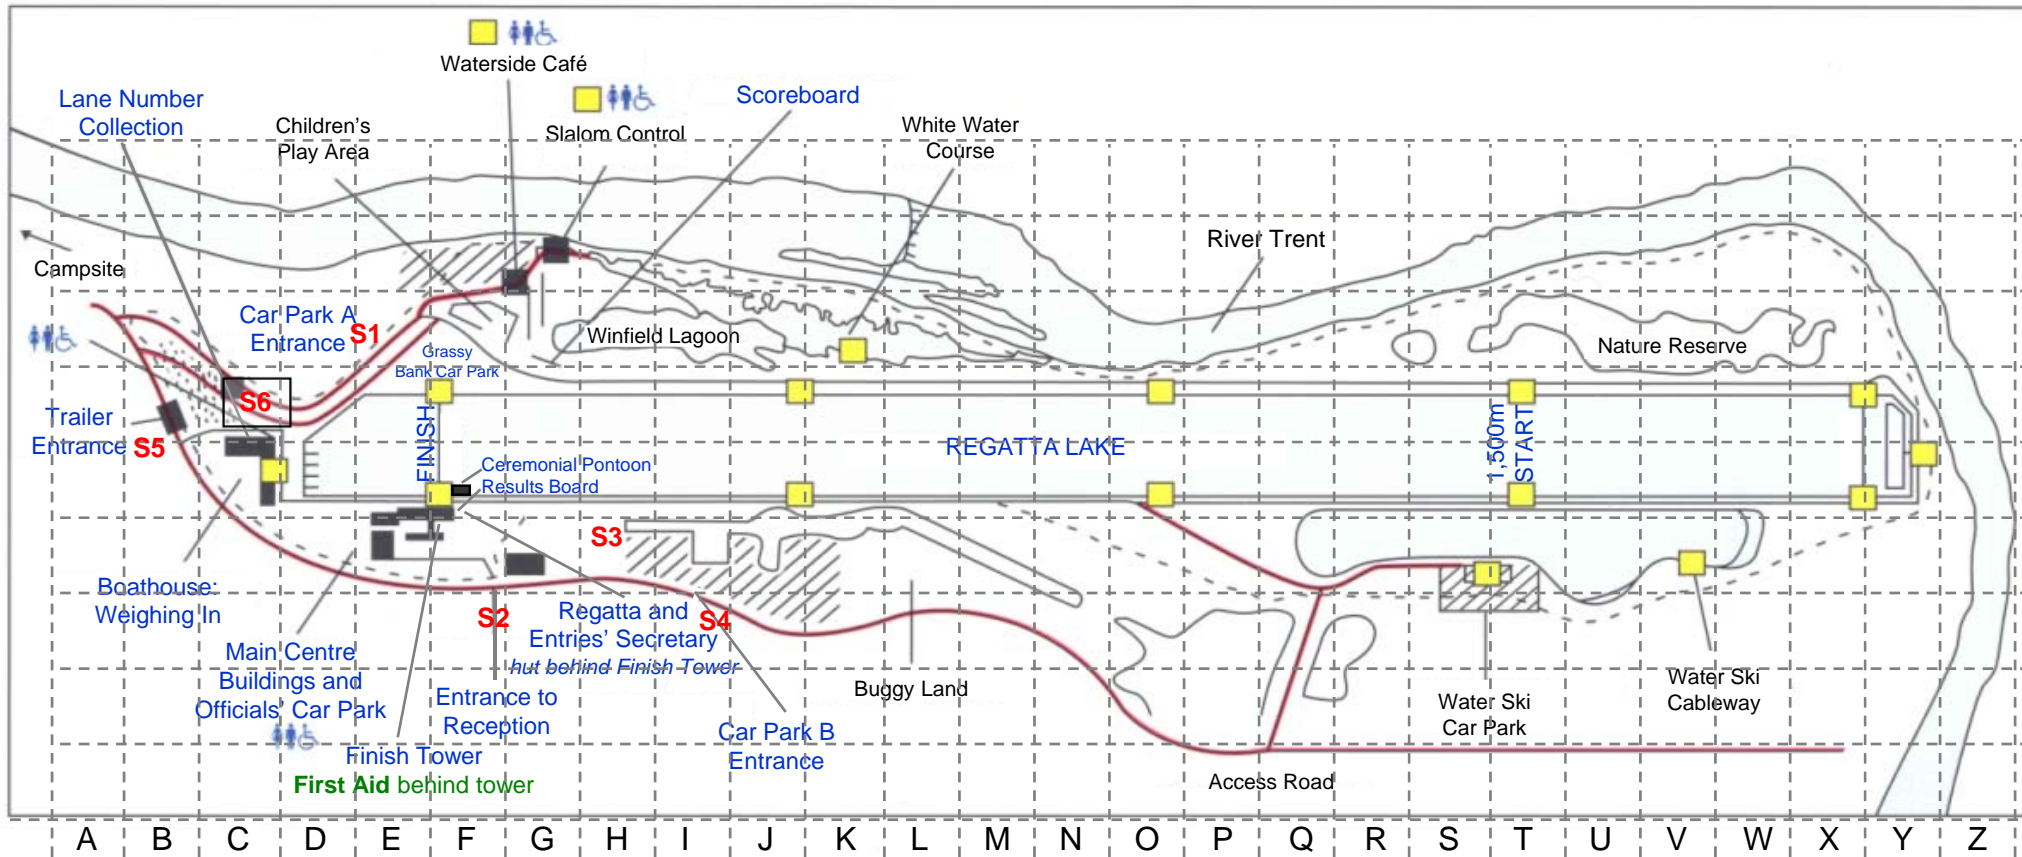 Waterside Café
Lane Number
Collection
Children's
Play Area
Slalom Control
Scoreboard
White Water
Course
River Trent
Campsite
Car Park A
Entrance
S1
Winfield Lagoon
Nature Reserve
Grassy
Bank Car Park
S6
Trailer
Entrance
S5
FINISH
REGATTA LAKE
1,500m
START
Ceremonial Pontoon
Results Board
S3
Boathouse:
Weighing In
S2
Regatta and
Entries' Secretary
hut behind Finish Tower
S4
Main Centre
Buildings and
Officials' Car Park
Entrance to
Reception
Buggy Land
Water Ski
Car Park
Water Ski
Cableway
Car Park B
Entrance
Finish Tower
First Aid behind tower
Access Road
A B C D E F G H I J K L M N O P Q R S T U V W X Y Z